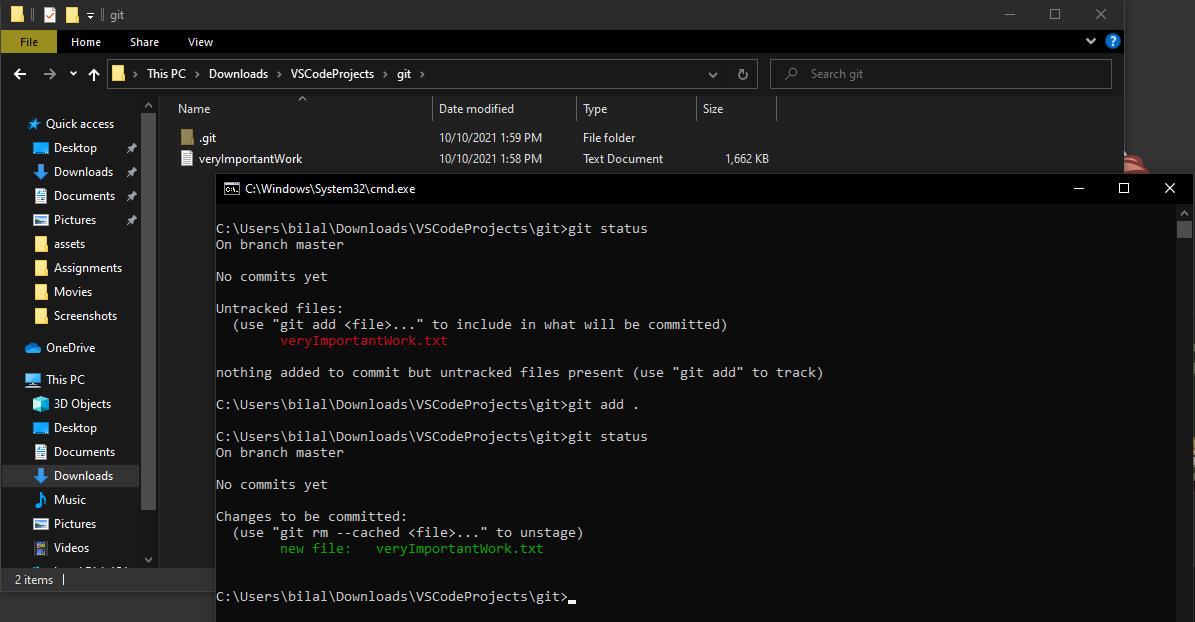 git
File Home Share View
This PC Downloads VSCodeProjects git
Search git
Name Date modified Type Size
.git 10/10/2021 1:59 PM File folder
veryImportantWork 10/10/2021 1:58 PM Text Document 1,662 KB
Quick access
Desktop
Downloads
Documents
Pictures
assets
Assignments
Movies
Screenshots
OneDrive
This PC
3D Objects
Desktop
Documents
Downloads
Music
Pictures
Videos
2 items
C:\Windows\System32\cmd.exe
C:\Users\bilal\Downloads\VSCodeProjects\git>git status
On branch master
No commits yet
Untracked files:
(use "git add <file>..." to include in what will be committed)
veryImportantWork.txt
nothing added to commit but untracked files present (use "git add" to track)
C:\Users\bilal\Downloads\VSCodeProjects\git>git add .
C:\Users\bilal\Downloads\VSCodeProjects\git>git status
On branch master
No commits yet
Changes to be committed:
(use "git rm --cached <file>..." to unstage)
new file: veryImportantWork.txt
C:\Users\bilal\Downloads\VSCodeProjects\git>